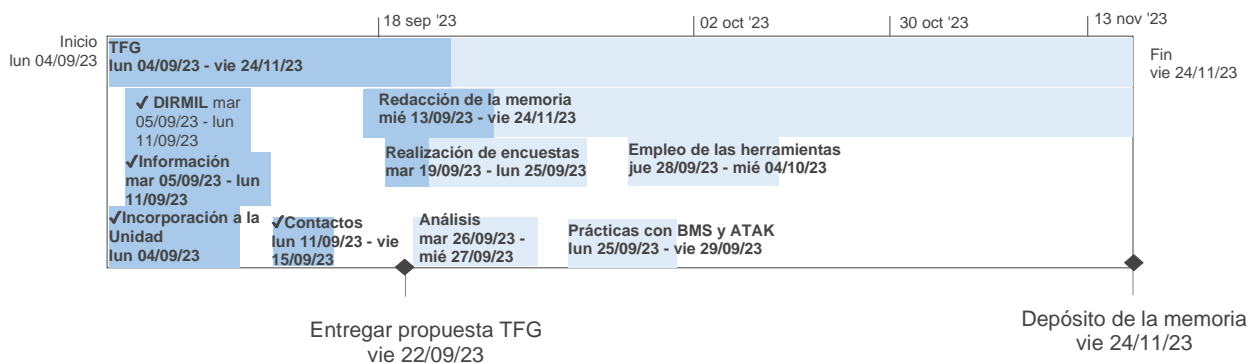 18 sep '23
02 oct '23
30 oct '23
13 nov '23
Inicio
lun 04/09/23
TFG
lun 04/09/23 - vie 24/11/23
Fin
vie 24/11/23
✓ DIRMIL mar
05/09/23 - lun
11/09/23
Redacción de la memoria
mié 13/09/23 - vie 24/11/23
✓Información
mar 05/09/23 - lun
11/09/23
Realización de encuestas
mar 19/09/23 - lun 25/09/23
Empleo de las herramientas
jue 28/09/23 - mié 04/10/23
✓Incorporación a la
Unidad
lun 04/09/23
✓Contactos
lun 11/09/23 - vie
15/09/23
Análisis
mar 26/09/23 -
mié 27/09/23
Prácticas con BMS y ATAK
lun 25/09/23 - vie 29/09/23
Entregar propuesta TFG
vie 22/09/23
Depósito de la memoria
vie 24/11/23